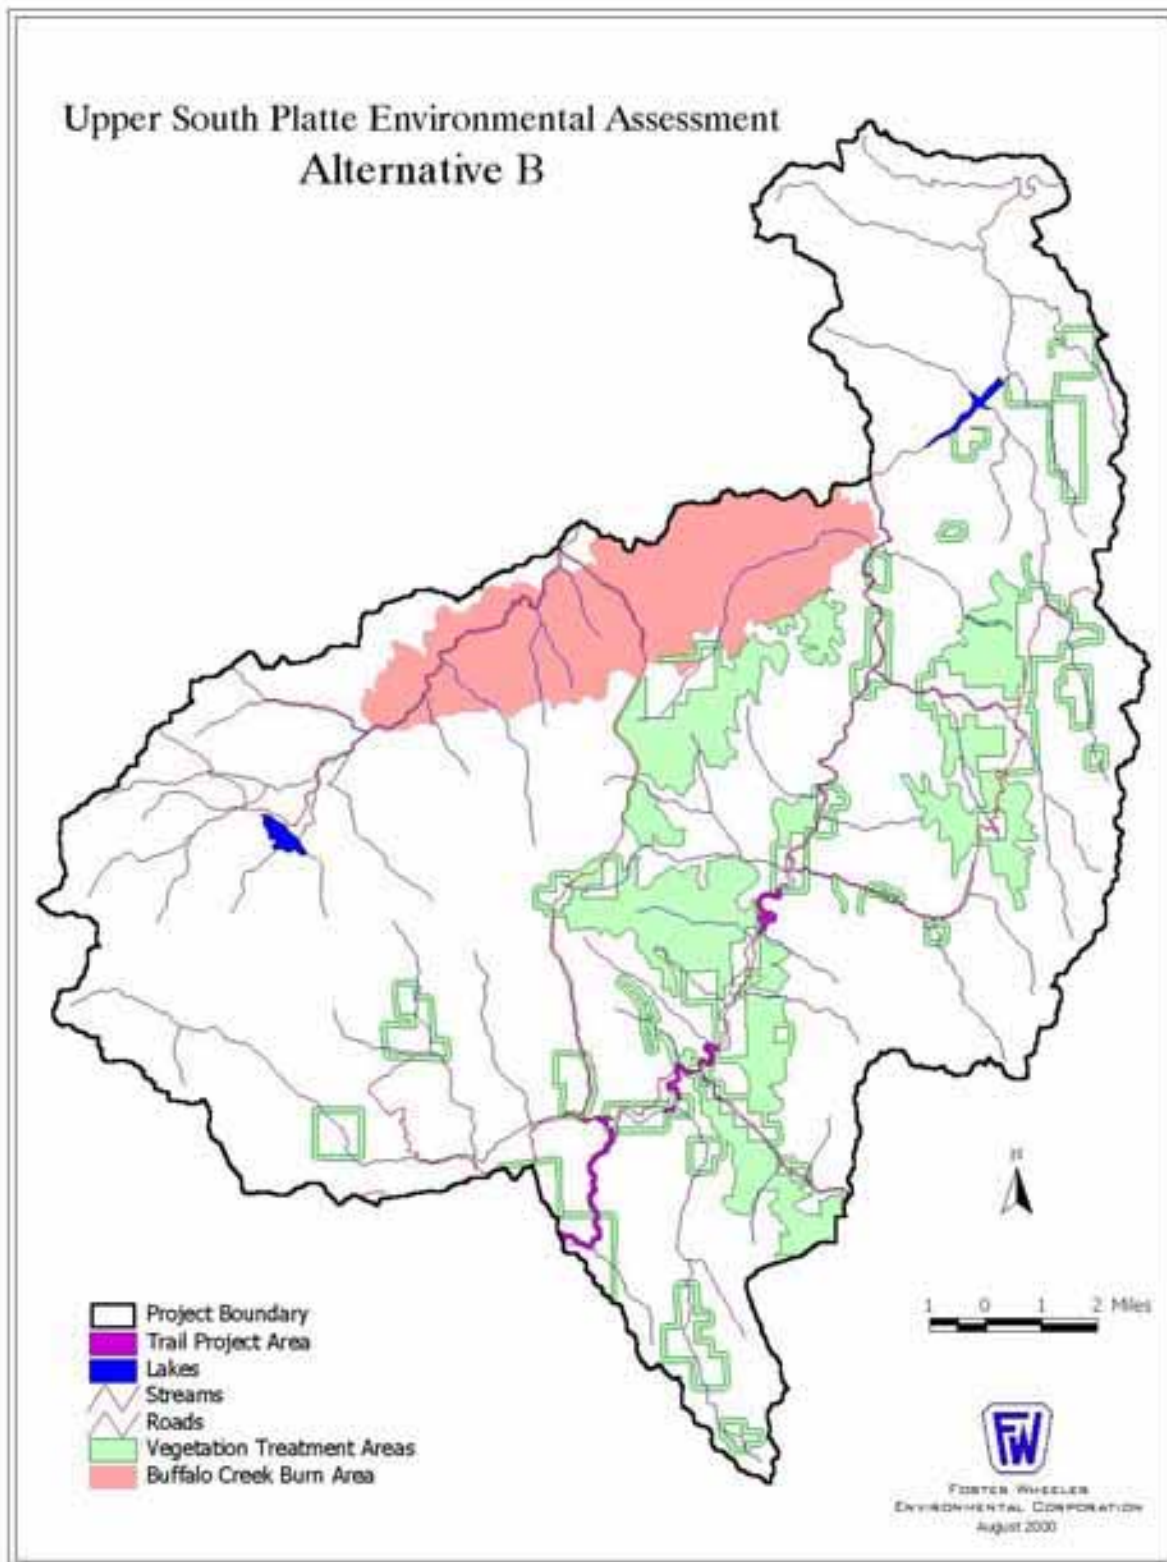 Upper South Platte Environmental Assessment
Alternative B
N
Project Boundary
Trail Project Area
Lakes
Streams
Roads
Vegetation Treatment Areas
Buffalo Creek Burn Area
1 0 1 2 Miles
FW
FOSTER WHEELER
ENVIRONMENTAL CORPORATION
August 2000